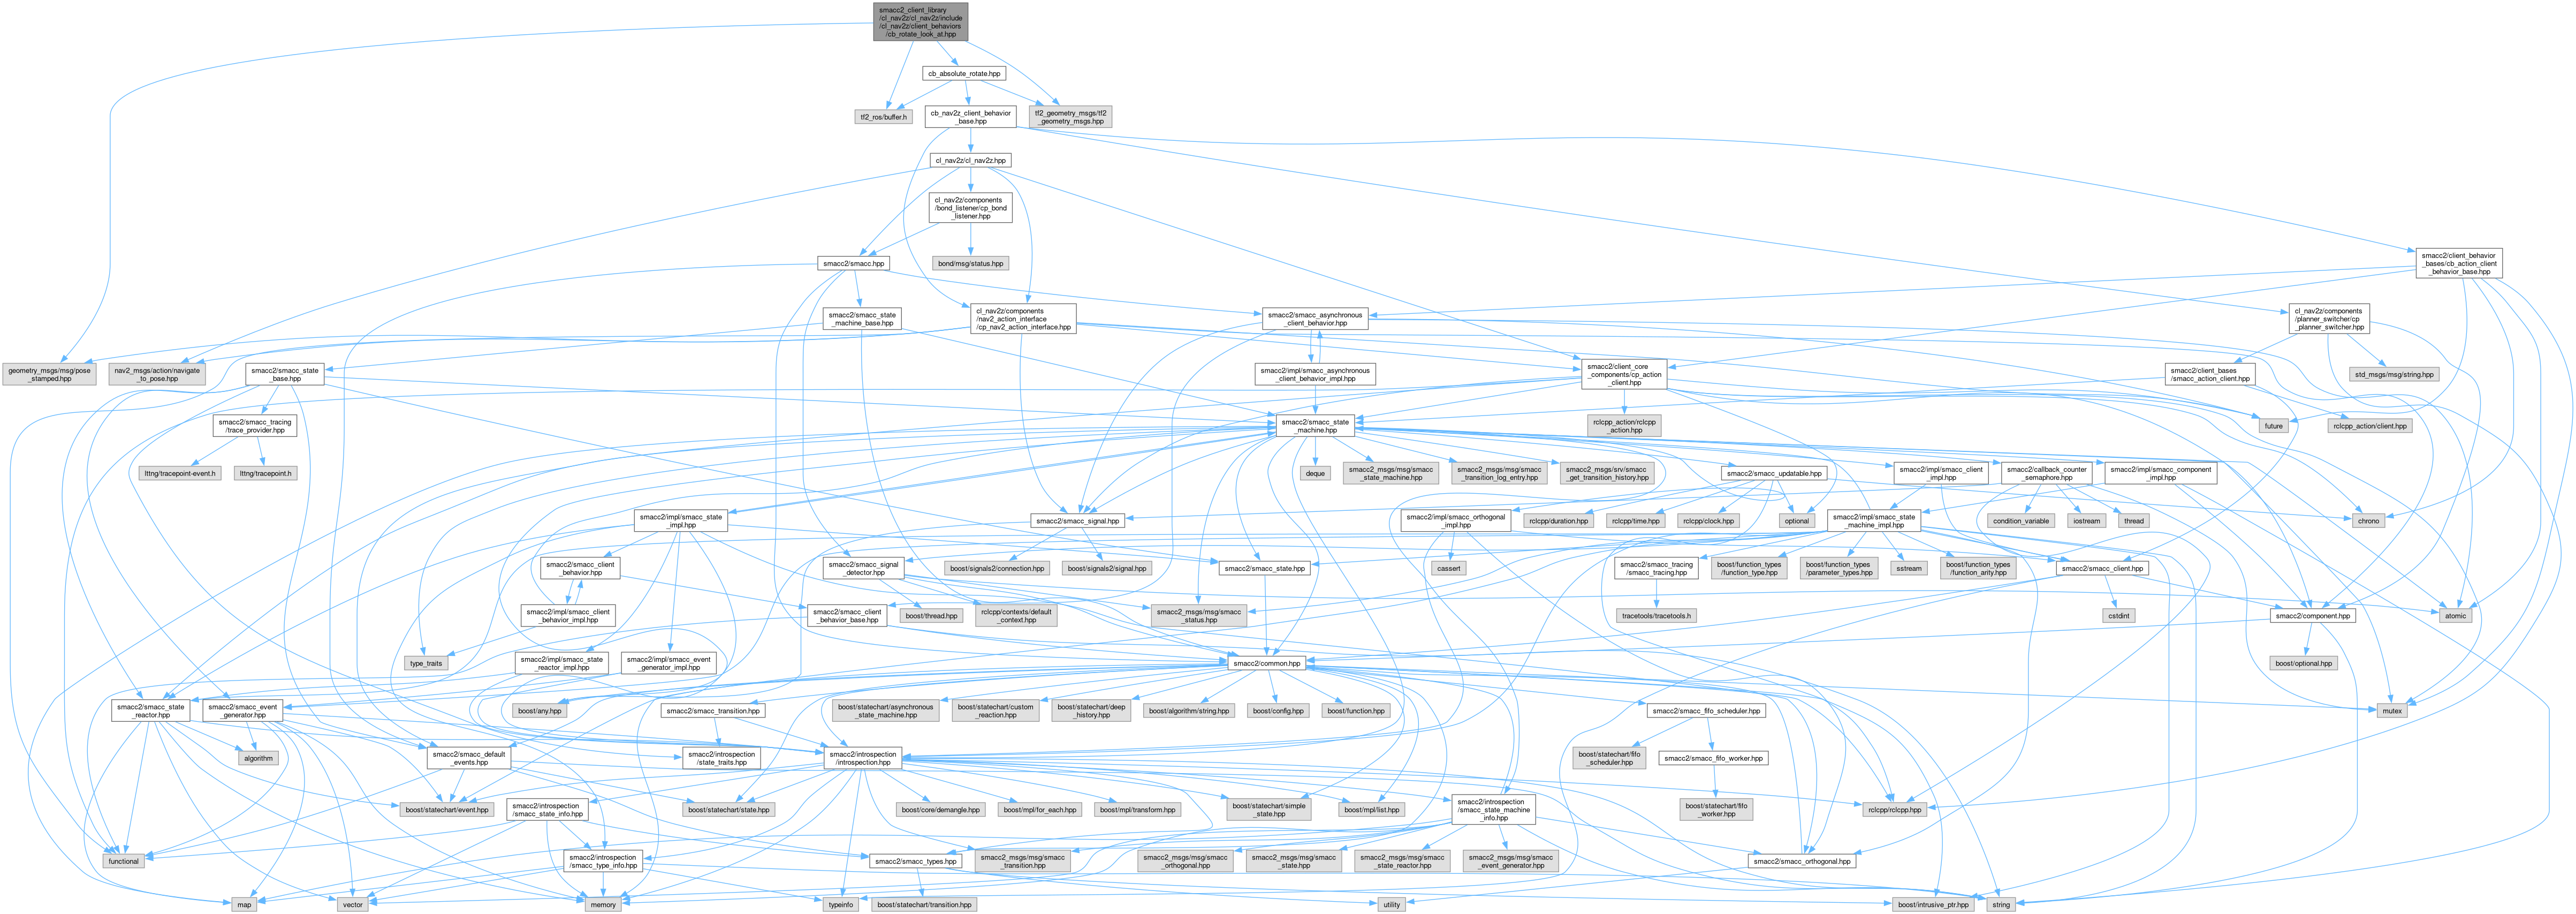 smacc2_client_library
/cl_nav2z/cl_nav2z/include
/cl_nav2z/client_behaviors
/cb_rotate_look_at.hpp
cb_absolute_rotate.hpp
tf2_ros/buffer.h
cb_nav2z_client_behavior
_base.hpp
tf2_geometry_msgs/tf2
_geometry_msgs.hpp
cl_nav2z/cl_nav2z.hpp
cl_nav2z/components
/bond_listener/cp_bond
_listener.hpp
smacc2/smacc.hpp
bond/msg/status.hpp
smacc2/client_behavior
_bases/cb_action_client
_behavior_base.hpp
smacc2/smacc_state
_machine_base.hpp
cl_nav2z/components
/nav2_action_interface
/cp_nav2_action_interface.hpp
smacc2/smacc_asynchronous
_client_behavior.hpp
cl_nav2z/components
/planner_switcher/cp
_planner_switcher.hpp
geometry_msgs/msg/pose
_stamped.hpp
nav2_msgs/action/navigate
_to_pose.hpp
smacc2/smacc_state
_base.hpp
smacc2/impl/smacc_asynchronous
_client_behavior_impl.hpp
smacc2/client_core
_components/cp_action
_client.hpp
smacc2/client_bases
/smacc_action_client.hpp
std_msgs/msg/string.hpp
smacc2/smacc_tracing
/trace_provider.hpp
smacc2/smacc_state
_machine.hpp
rclcpp_action/rclcpp
_action.hpp
future
rclcpp_action/client.hpp
lttng/tracepoint-event.h
lttng/tracepoint.h
deque
smacc2_msgs/msg/smacc
_state_machine.hpp
smacc2_msgs/msg/smacc
_transition_log_entry.hpp
smacc2_msgs/srv/smacc
_get_transition_history.hpp
smacc2/smacc_updatable.hpp
smacc2/impl/smacc_client
_impl.hpp
smacc2/callback_counter
_semaphore.hpp
smacc2/impl/smacc_component
_impl.hpp
smacc2/impl/smacc_state
_impl.hpp
smacc2/smacc_signal.hpp
smacc2/impl/smacc_orthogonal
_impl.hpp
rclcpp/duration.hpp
rclcpp/time.hpp
rclcpp/clock.hpp
optional
smacc2/impl/smacc_state
_machine_impl.hpp
condition_variable
iostream
thread
chrono
smacc2/smacc_client
_behavior.hpp
smacc2/smacc_signal
_detector.hpp
boost/signals2/connection.hpp
boost/signals2/signal.hpp
smacc2/smacc_state.hpp
cassert
smacc2/smacc_tracing
/smacc_tracing.hpp
boost/function_types
/function_type.hpp
boost/function_types
/parameter_types.hpp
sstream
boost/function_types
/function_arity.hpp
smacc2/smacc_client.hpp
smacc2/impl/smacc_client
_behavior_impl.hpp
smacc2/smacc_client
_behavior_base.hpp
boost/thread.hpp
rclcpp/contexts/default
_context.hpp
smacc2_msgs/msg/smacc
_status.hpp
tracetools/tracetools.h
cstdint
smacc2/component.hpp
atomic
type_traits
smacc2/impl/smacc_state
_reactor_impl.hpp
smacc2/impl/smacc_event
_generator_impl.hpp
smacc2/common.hpp
boost/optional.hpp
smacc2/smacc_state
_reactor.hpp
smacc2/smacc_event
_generator.hpp
boost/any.hpp
smacc2/smacc_transition.hpp
boost/statechart/asynchronous
_state_machine.hpp
boost/statechart/custom
_reaction.hpp
boost/statechart/deep
_history.hpp
boost/algorithm/string.hpp
boost/config.hpp
boost/function.hpp
smacc2/smacc_fifo_scheduler.hpp
mutex
algorithm
smacc2/smacc_default
_events.hpp
smacc2/introspection
/state_traits.hpp
smacc2/introspection
/introspection.hpp
boost/statechart/fifo
_scheduler.hpp
smacc2/smacc_fifo_worker.hpp
boost/statechart/event.hpp
smacc2/introspection
/smacc_state_info.hpp
boost/statechart/state.hpp
boost/core/demangle.hpp
boost/mpl/for_each.hpp
boost/mpl/transform.hpp
boost/statechart/simple
_state.hpp
boost/mpl/list.hpp
smacc2/introspection
/smacc_state_machine
_info.hpp
boost/statechart/fifo
_worker.hpp
rclcpp/rclcpp.hpp
functional
smacc2/introspection
/smacc_type_info.hpp
smacc2/smacc_types.hpp
smacc2_msgs/msg/smacc
_transition.hpp
smacc2_msgs/msg/smacc
_orthogonal.hpp
smacc2_msgs/msg/smacc
_state.hpp
smacc2_msgs/msg/smacc
_state_reactor.hpp
smacc2_msgs/msg/smacc
_event_generator.hpp
smacc2/smacc_orthogonal.hpp
map
vector
memory
typeinfo
boost/statechart/transition.hpp
utility
boost/intrusive_ptr.hpp
string